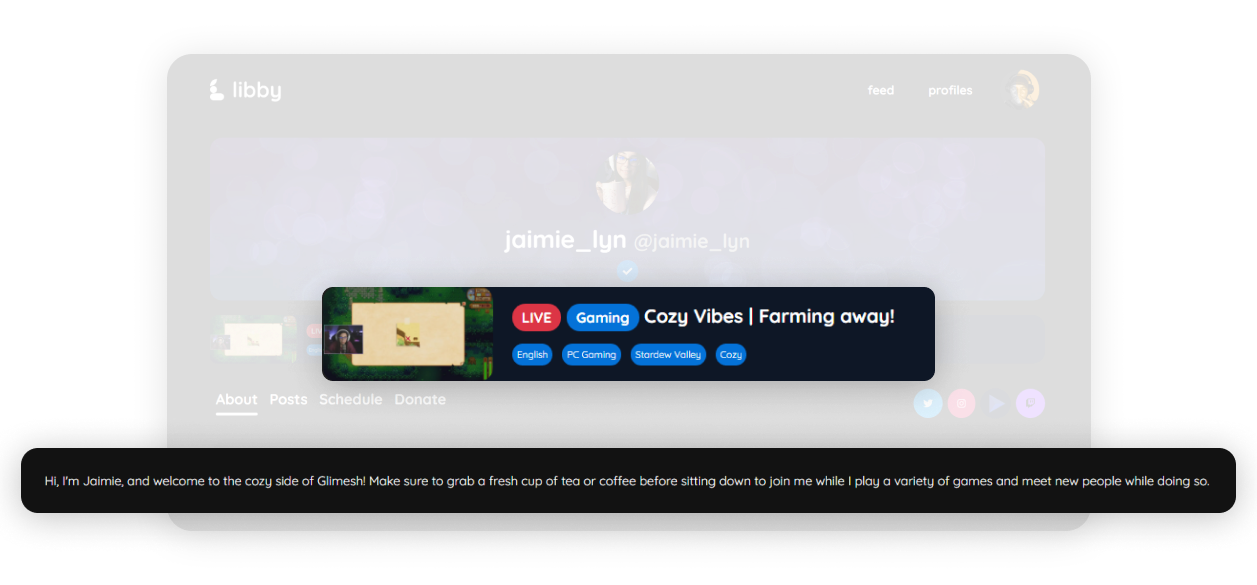 libby
feed profiles
jaimie_lyn @jaimie_lyn
LIVE Gaming Cozy Vibes | Farming away!
English PC Gaming Stardew Valley Cozy
About Posts Schedule Donate
Hi, I'm Jaimie, and welcome to the cozy side of Glimesh! Make sure to grab a fresh cup of tea or coffee before sitting down to join me while I play a variety of games and meet new people while doing so.